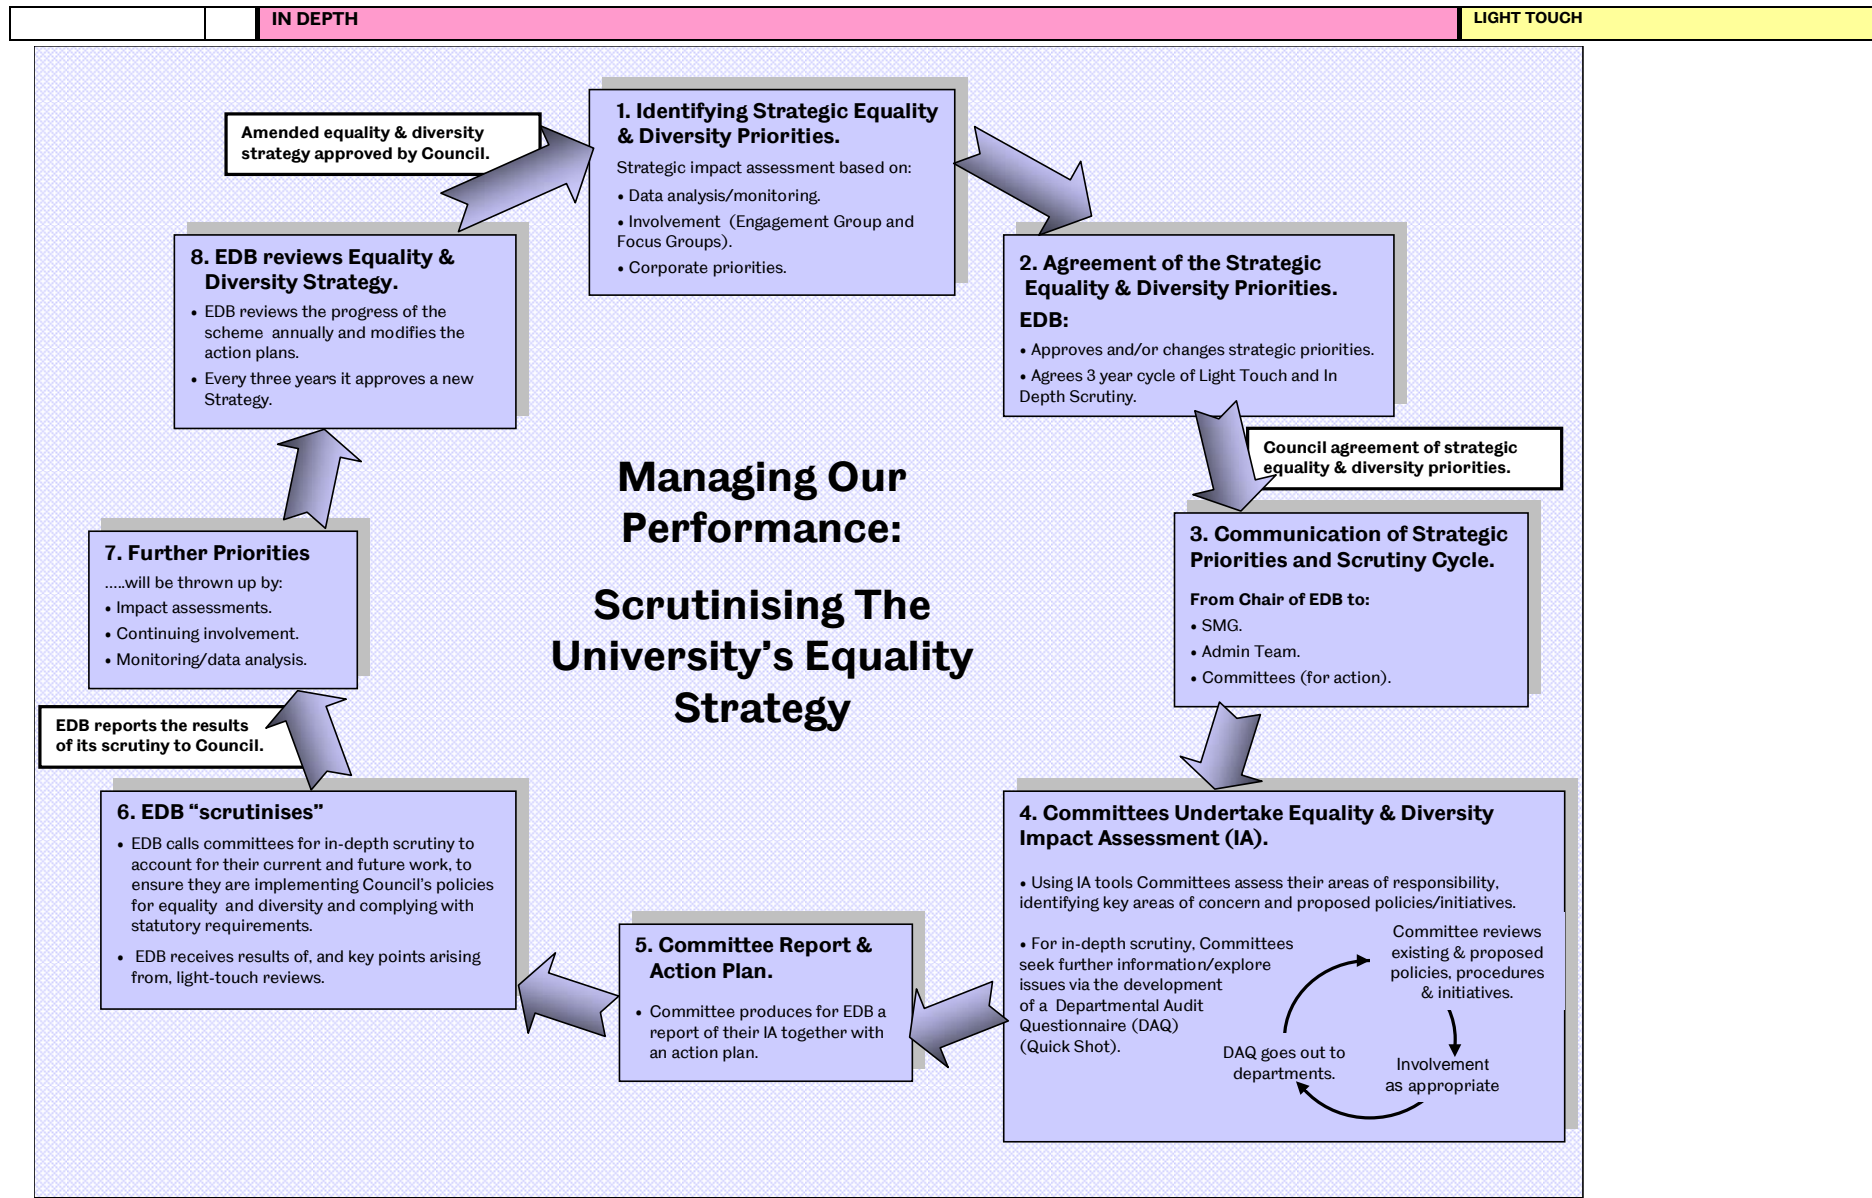 IN DEPTH
LIGHT TOUCH
Amended equality & diversity
strategy approved by Council.
1. Identifying Strategic Equality
& Diversity Priorities.
Strategic impact assessment based on:
• Data analysis/monitoring.
• Involvement (Engagement Group and
Focus Groups).
• Corporate priorities.
2. Agreement of the Strategic
Equality & Diversity Priorities.
EDB:
• Approves and/or changes strategic priorities.
• Agrees 3 year cycle of Light Touch and In
Depth Scrutiny.
Council agreement of strategic
equality & diversity priorities.
3. Communication of Strategic
Priorities and Scrutiny Cycle.
From Chair of EDB to:
• SMG.
• Admin Team.
• Committees (for action).
4. Committees Undertake Equality & Diversity
Impact Assessment (IA).
• Using IA tools Committees assess their areas of responsibility,
identifying key areas of concern and proposed policies/initiatives.
• For in-depth scrutiny, Committees
seek further information/explore
issues via the development
of a Departmental Audit
Questionnaire (DAQ)
(Quick Shot).
Committee reviews
existing & proposed
policies, procedures
& initiatives.
Involvement
as appropriate
DAQ goes out to
departments.
5. Committee Report &
Action Plan.
• Committee produces for EDB a
report of their IA together with
an action plan.
6. EDB “scrutinises”
• EDB calls committees for in-depth scrutiny to
account for their current and future work, to
ensure they are implementing Council’s policies
for equality and diversity and complying with
statutory requirements.
• EDB receives results of, and key points arising
from, light-touch reviews.
EDB reports the results
of its scrutiny to Council.
7. Further Priorities
.....will be thrown up by:
• Impact assessments.
• Continuing involvement.
• Monitoring/data analysis.
8. EDB reviews Equality &
Diversity Strategy.
• EDB reviews the progress of the
scheme annually and modifies the
action plans.
• Every three years it approves a new
Strategy.
Managing Our
Performance:
Scrutinising The
University’s Equality
Strategy